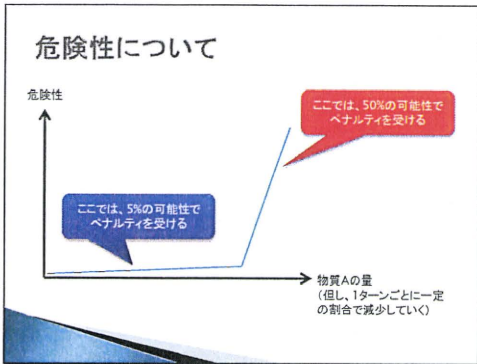 危険性について
危険性
ここでは、50%の可能性で
ペナルティを受ける
ここでは、5%の可能性で
ペナルティを受ける
物質Aの量
(但し、1ターンごとに一定
の割合で減少していく)